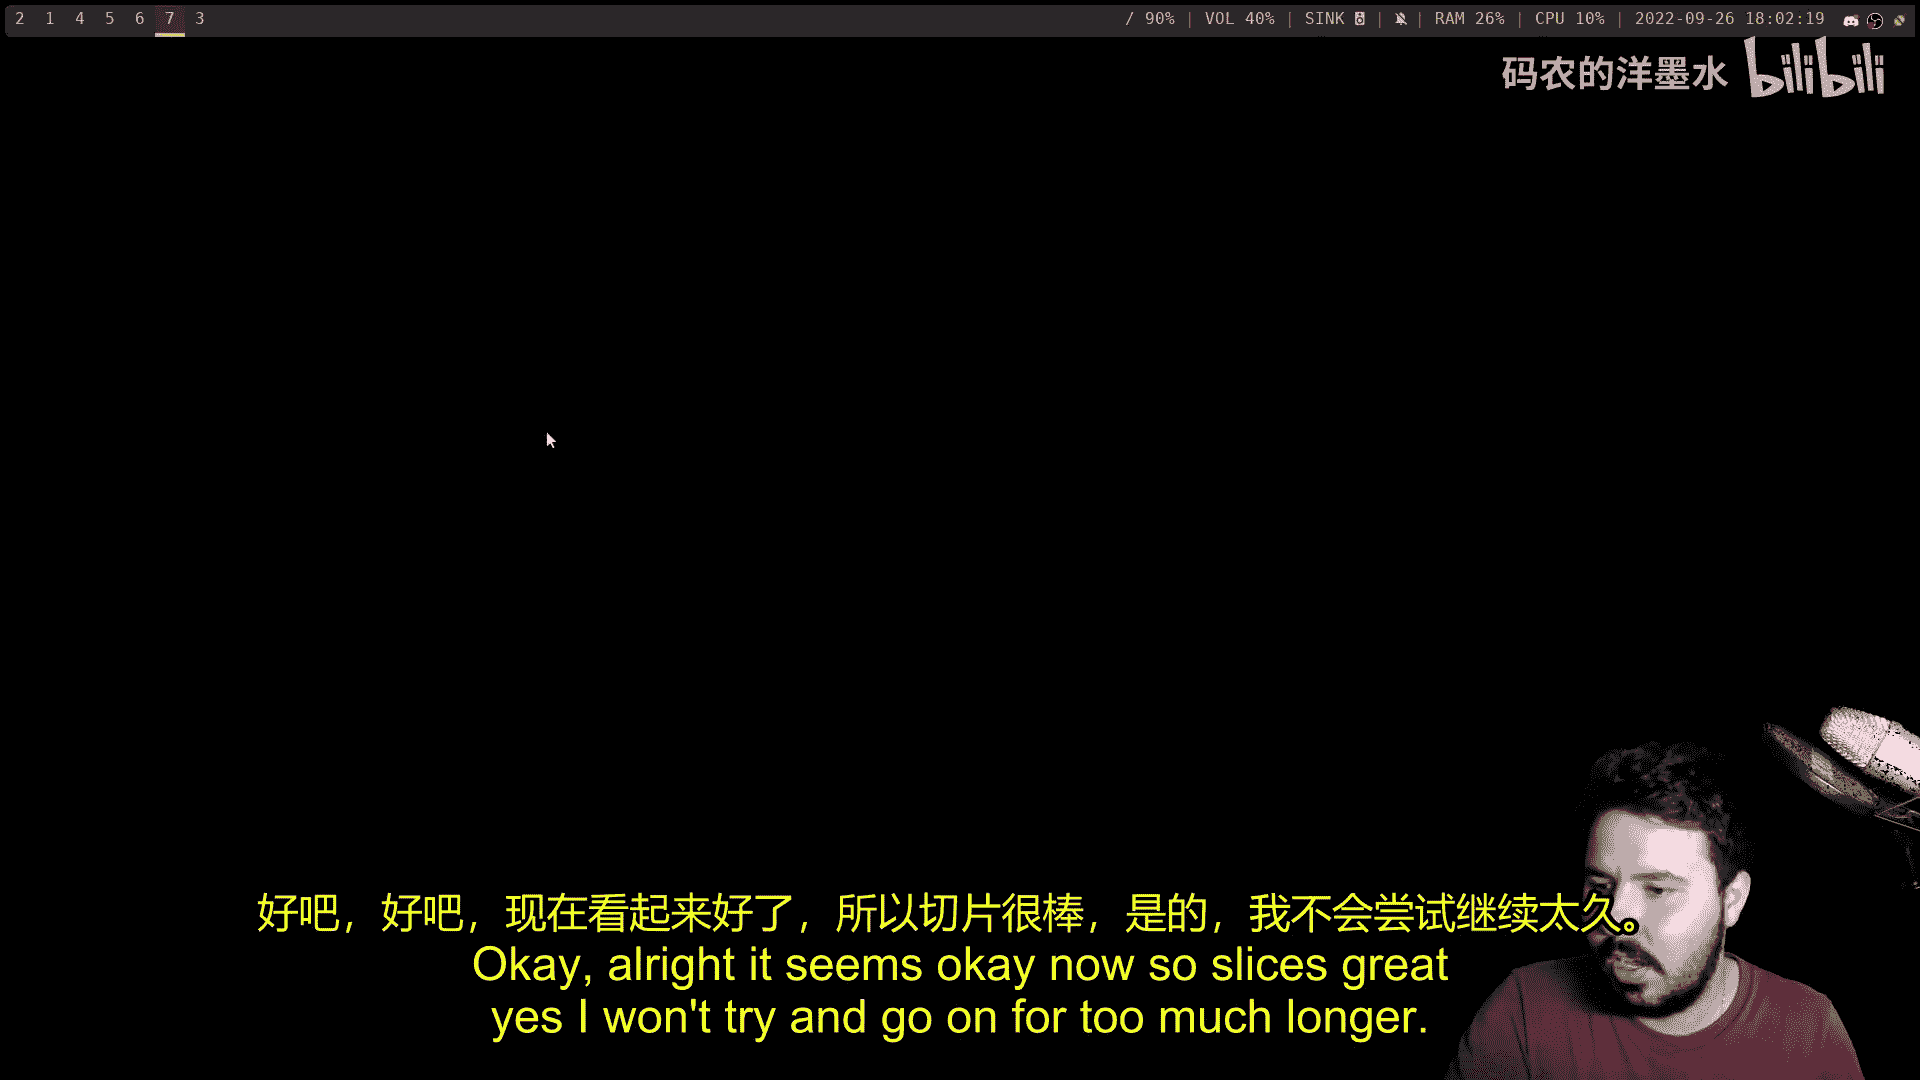 2 1 4 5 6 7 3
/ 90% | VOL 40% | SINK | | RAM 26% | CPU 10% | 2022-09-26 18:02:19
码农的洋墨水 bilibili
好吧，好吧，现在看起来好了，所以切片很棒，是的，我不会尝试继续太久。
Okay, alright it seems okay now so slices great
yes I won't try and go on for too much longer.